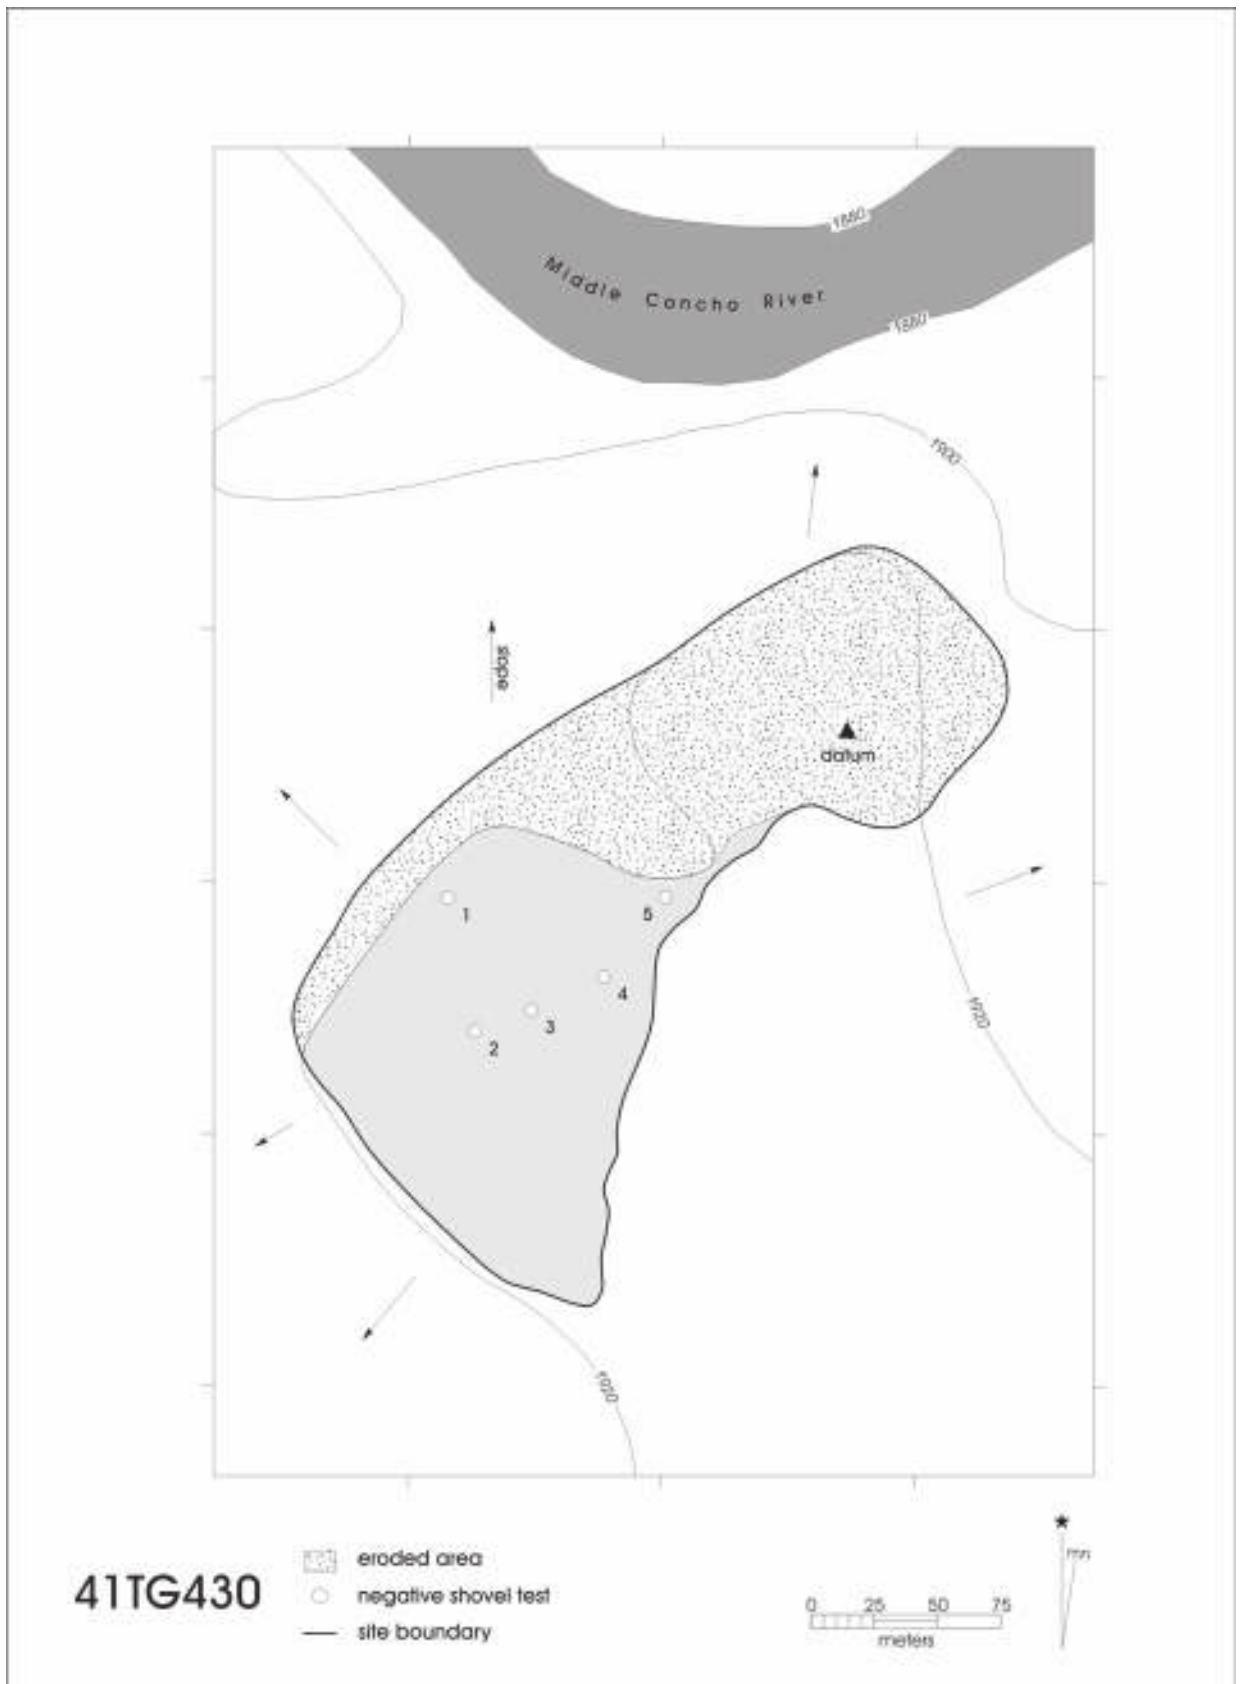 1880
Middle Concho River
1880
1900
slope
datum
1
5
4
3
2
1920
1920
41TG430
eroded area
negative shovel test
site boundary
0 25 50 75
meters
mn